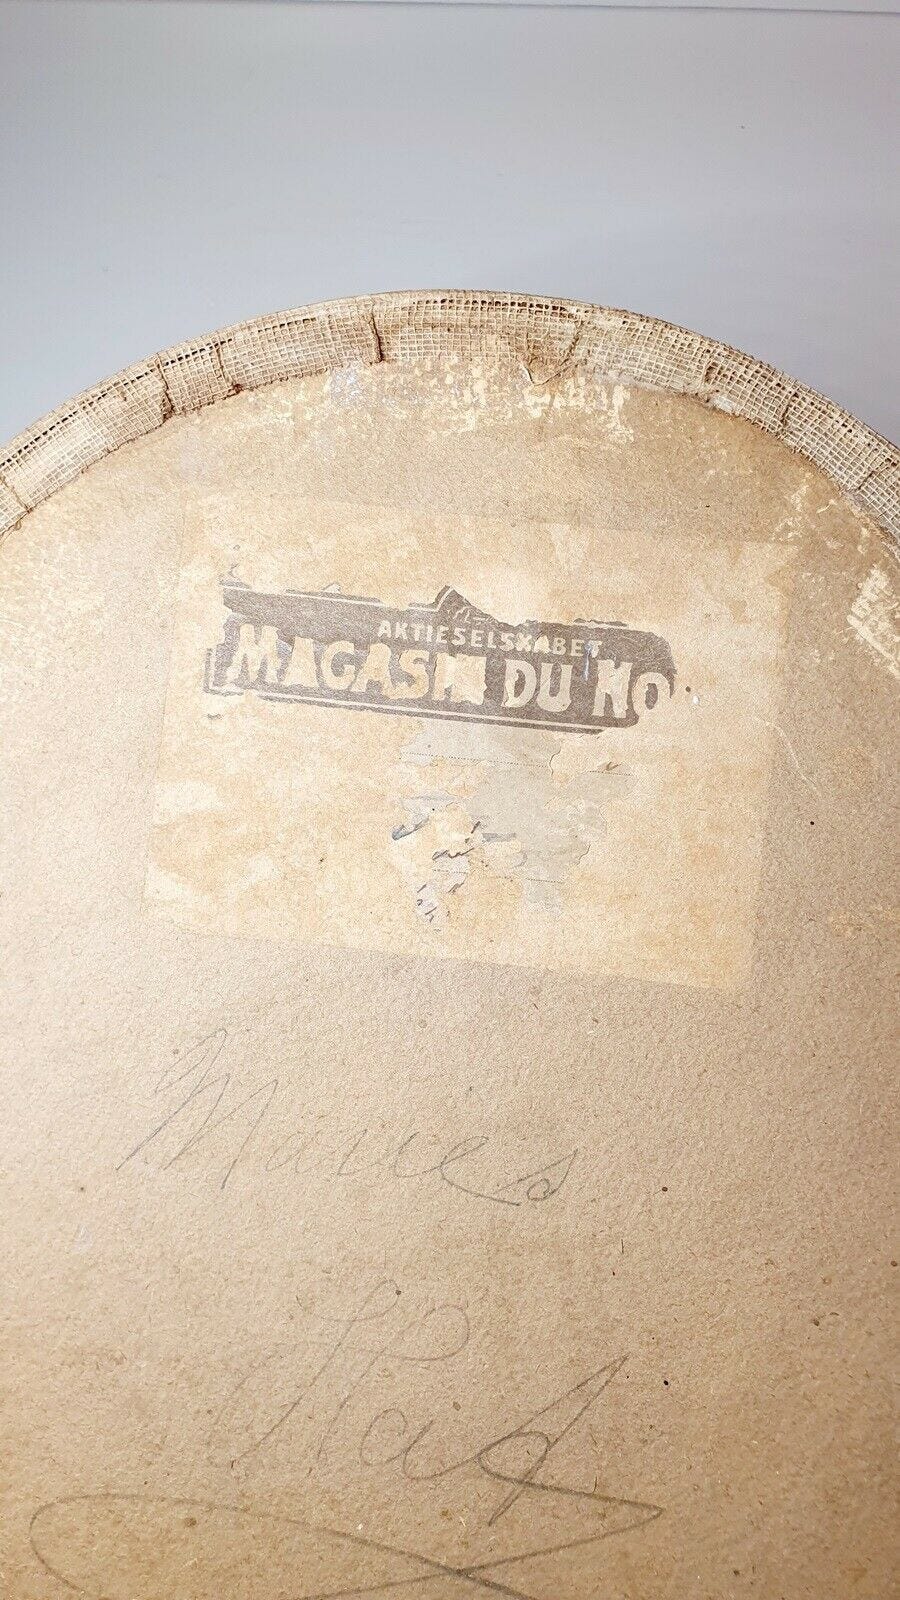 AKTIESELSKABET
MAGASIN DU NO
Maries
Hat